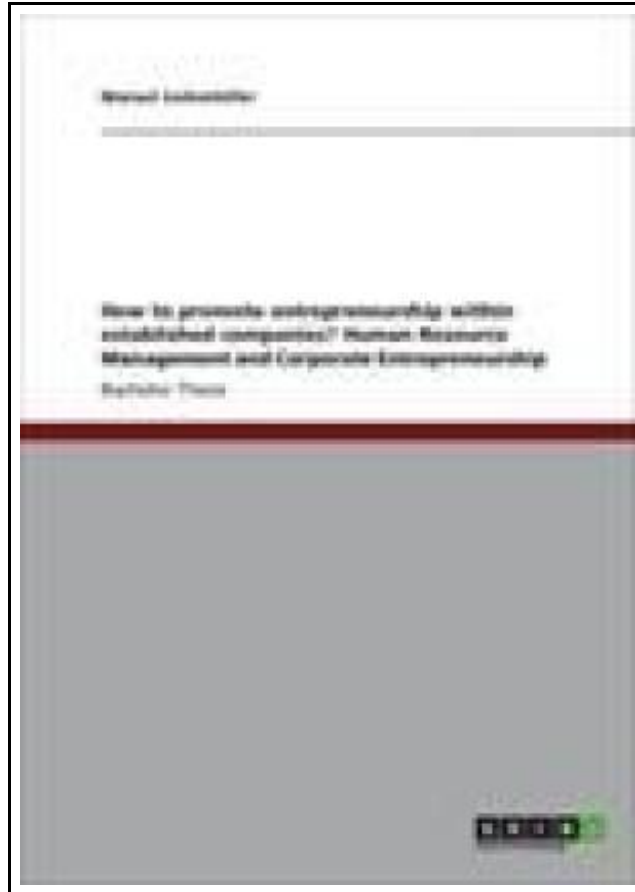 How to promote entrepreneurship within
established companies? Human Resource
Management and Corporate Entrepreneurship
Bachelor Thesis